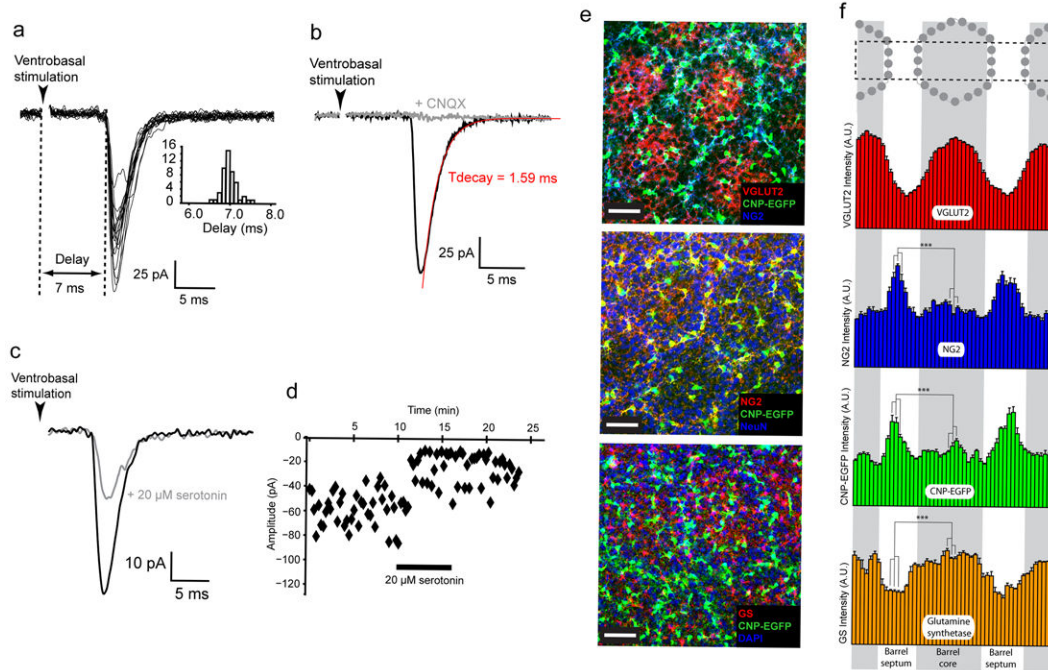 a
Ventrobasal
stimulation
16
12
8
4
0
6.0 7.0 8.0
Delay (ms)
Delay
7 ms
25 pA
5 ms
b
Ventrobasal
stimulation
+ CNQX
Tdecay = 1.59 ms
25 pA
5 ms
c
Ventrobasal
stimulation
+ 20 µM serotonin
10 pA
5 ms
d
Time (min)
0 5 10 15 20 25
0
−20
−40
−60
−80
−100
−120
Amplitude (pA)
20 µM serotonin
e
VGLUT2
CNP-EGFP
NG2
NG2
CNP-EGFP
NeuN
GS
CNP-EGFP
DAPI
f
VGLUT2 Intensity (A.U.)
VGLUT2
NG2 Intensity (A.U.)
***
NG2
CNP-EGFP Intensity (A.U.)
***
CNP-EGFP
GS Intensity (A.U.)
***
Glutamine
synthetase
Barrel
septum
Barrel
core
Barrel
septum